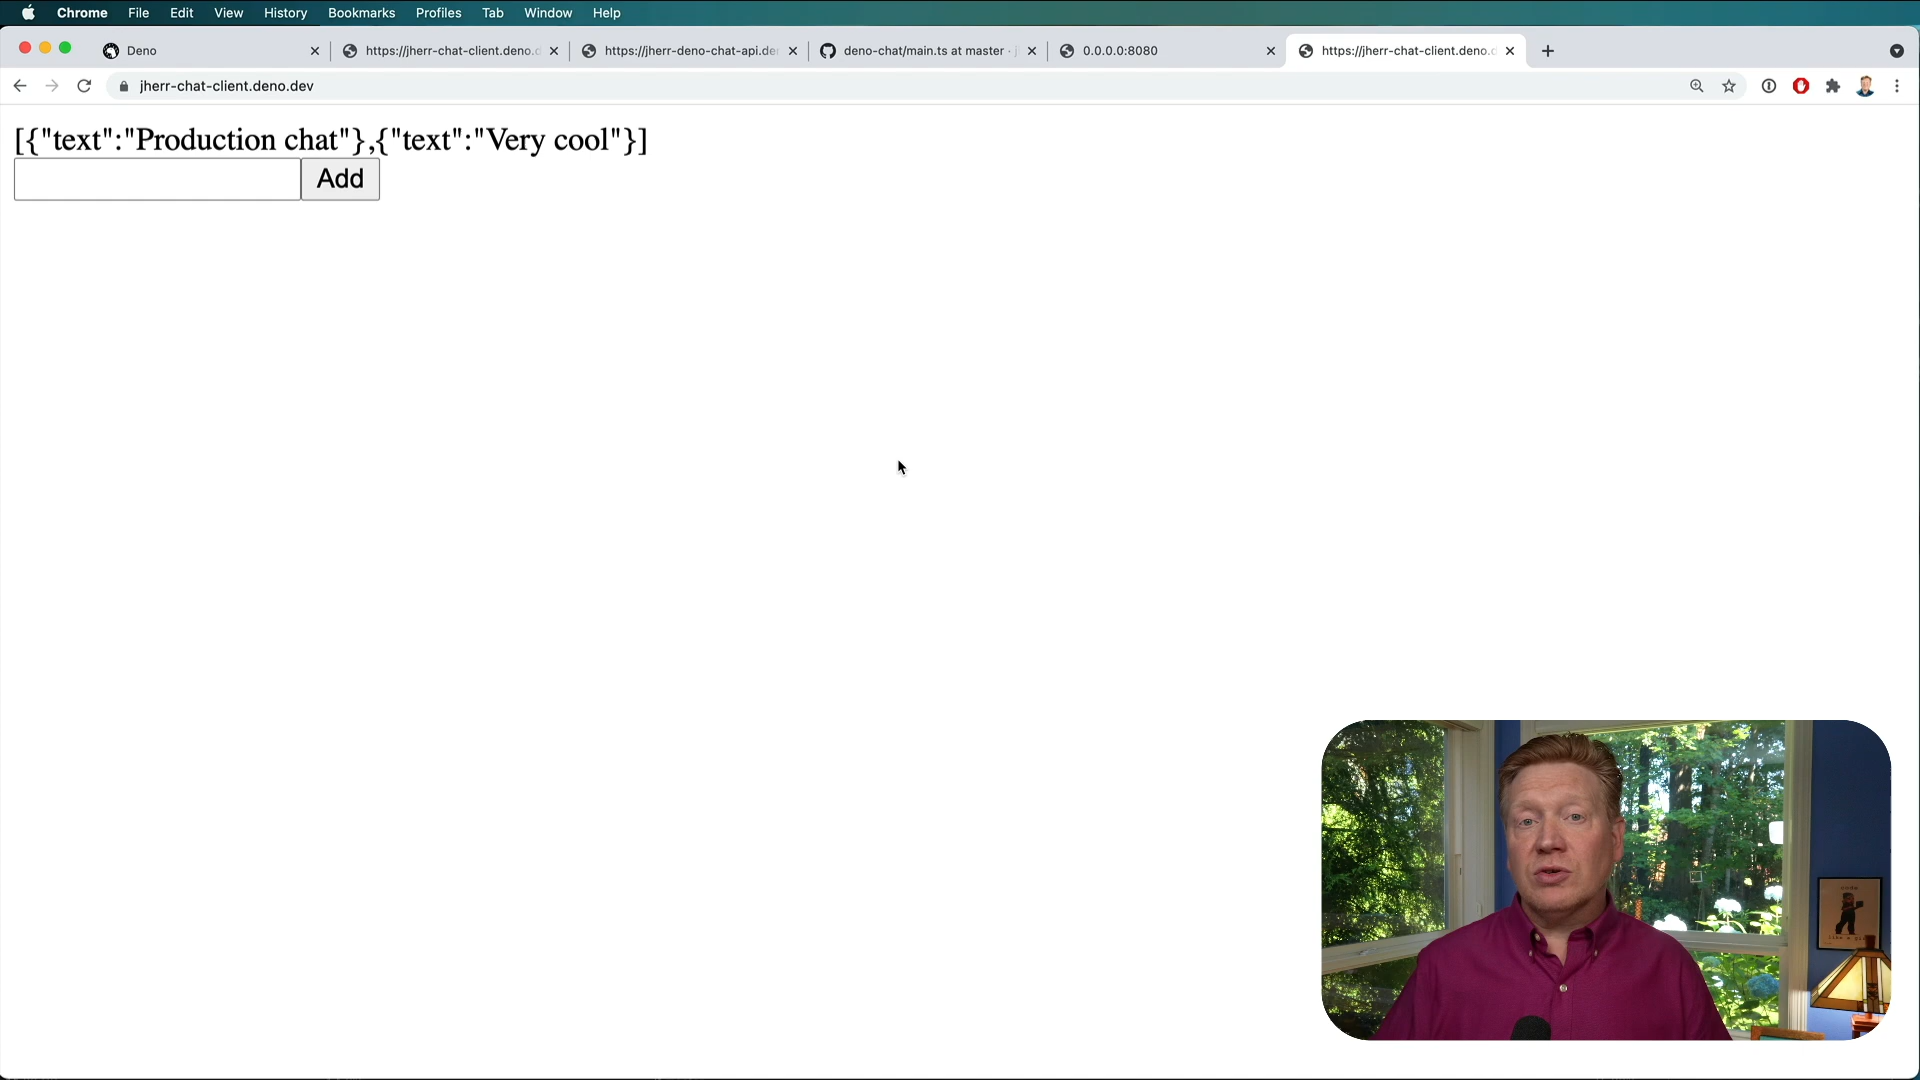 Chrome File Edit View History Bookmarks Profiles Tab Window Help
Deno
https://jherr-chat-client.deno.d
https://jherr-deno-chat-api.de
deno-chat/main.ts at master ·
0.0.0.0:8080
https://jherr-chat-client.deno.d
jherr-chat-client.deno.dev
[{"text":"Production chat"},{"text":"Very cool"}]
Add
code
like a